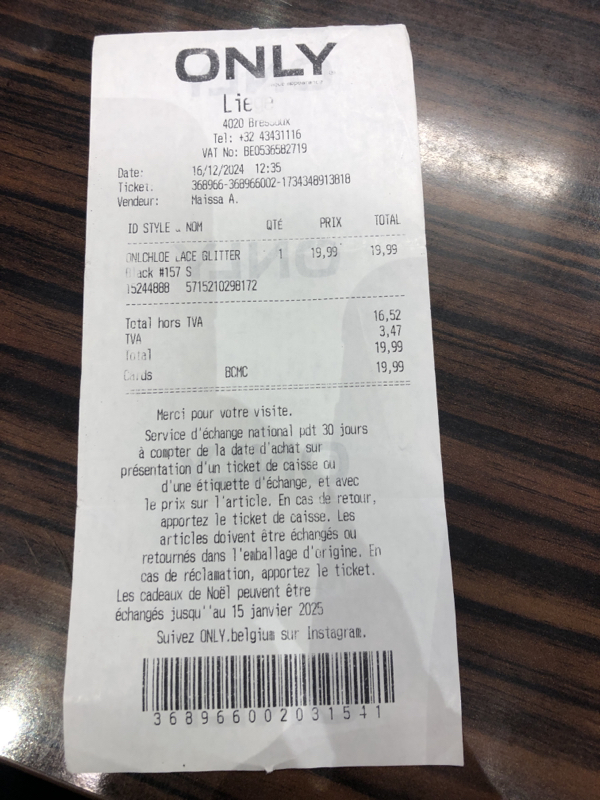 ONLY
4020
Tel: +32 43431116
VAT No: BE0536582719
Date: 16/12/2024 12:35
Ticket: 368966-368966002-1734348913818
Vendeur: Maissa A.
ID STYLE - NOM QTÉ PRIX TOTAL
ONLCHLOE LACE GLITTER 1 19,99 19,99
Black #157 S
15244888 5715210298172
Total hors TVA 16,52
TVA 3,47
Total 19,99
Cards BCMC 19,99
Merci pour votre visite.
Service d'échange national pdt 30 jours
à compter de la date d'achat sur
présentation d'un ticket de caisse ou
d'une étiquette d'échange, et avec
le prix sur l'article. En cas de retour,
apportez le ticket de caisse. Les
articles doivent être échangés ou
retournés dans l'emballage d'origine. En
cas de réclamation, apportez le ticket.
Les cadeaux de Noël peuvent être
échangés jusqu''au 15 janvier 2025
Suivez ONLY.belgium sur Instagram.
368966002031541